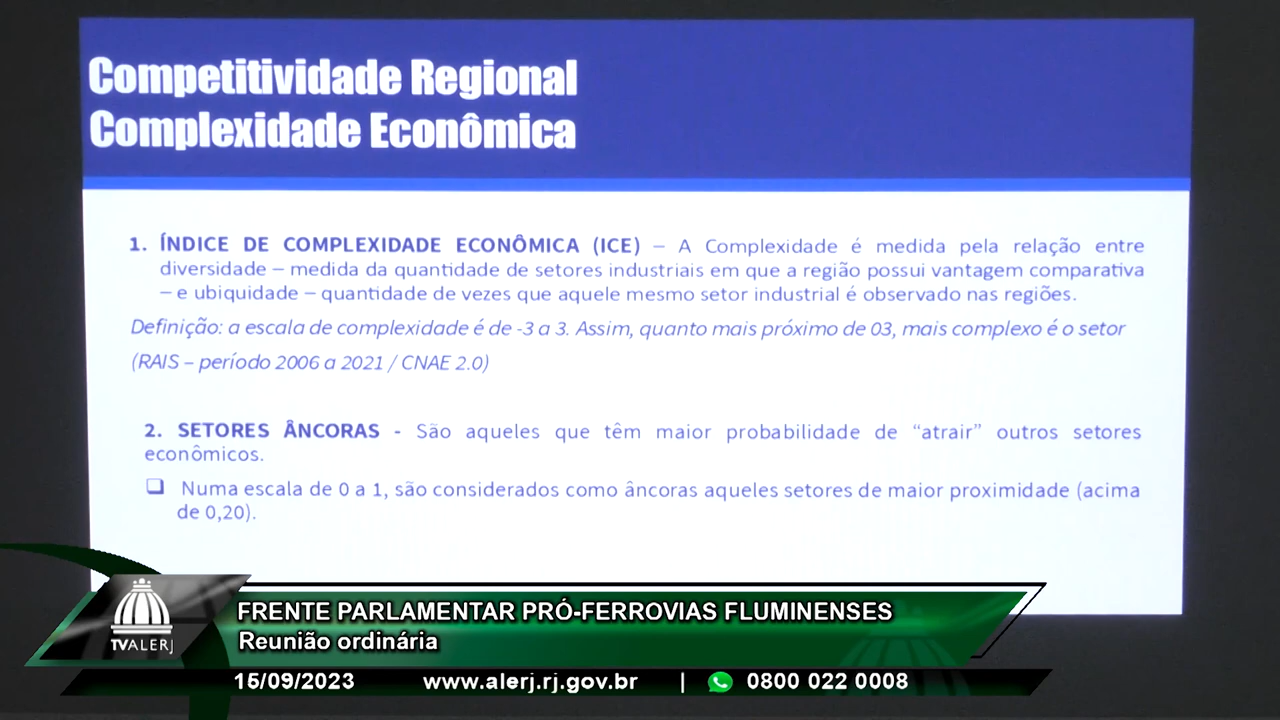 Competitividade Regional
Complexidade Econômica
1. ÍNDICE DE COMPLEXIDADE ECONÔMICA (ICE) – A Complexidade é medida pela relação entre
diversidade – medida da quantidade de setores industriais em que a região possui vantagem comparativa
– e ubiquidade – quantidade de vezes que aquele mesmo setor industrial é observado nas regiões.
Definição: a escala de complexidade é de -3 a 3. Assim, quanto mais próximo de 03, mais complexo é o setor
(RAIS – período 2006 a 2021 / CNAE 2.0)
2. SETORES ÂNCORAS - São aqueles que têm maior probabilidade de “atrair” outros setores
econômicos.
Numa escala de 0 a 1, são considerados como âncoras aqueles setores de maior proximidade (acima
de 0,20).
FRENTE PARLAMENTAR PRÓ-FERROVIAS FLUMINENSES
Reunião ordinária
TVALERJ
15/09/2023 www.alerj.rj.gov.br | 0800 022 0008